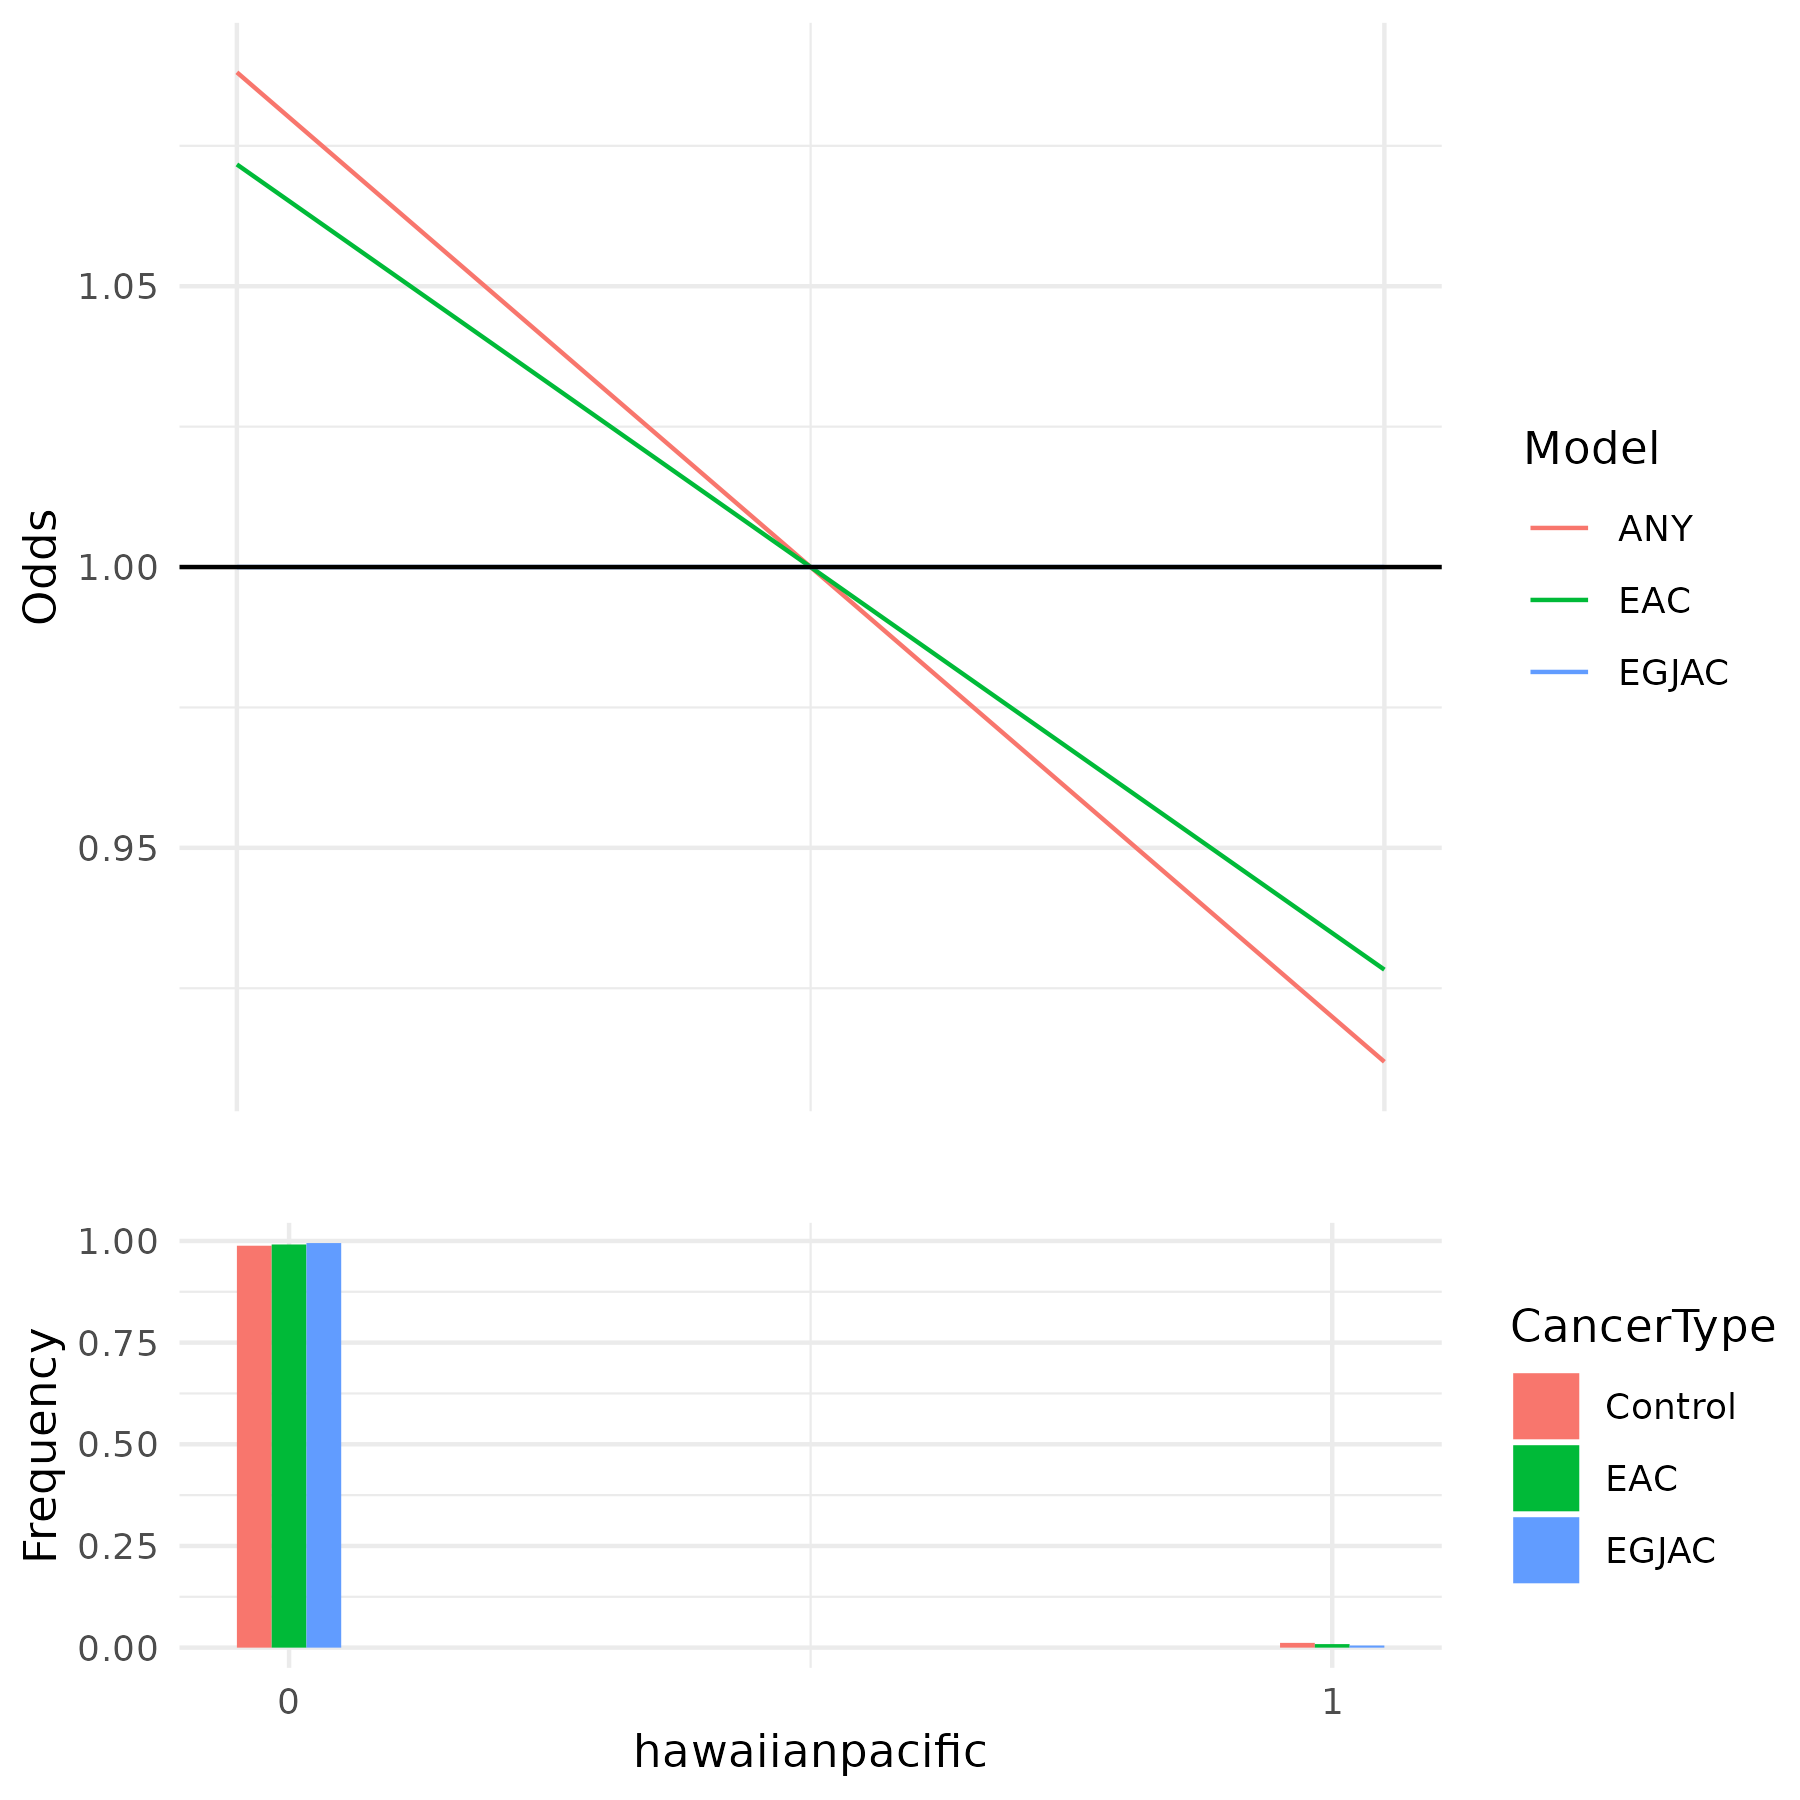 Odds
1.05
1.00
0.95
Model
ANY
EAC
EGJAC
Frequency
1.00
0.75
0.50
0.25
0.00
0
1
hawaiianpacific
CancerType
Control
EAC
EGJAC